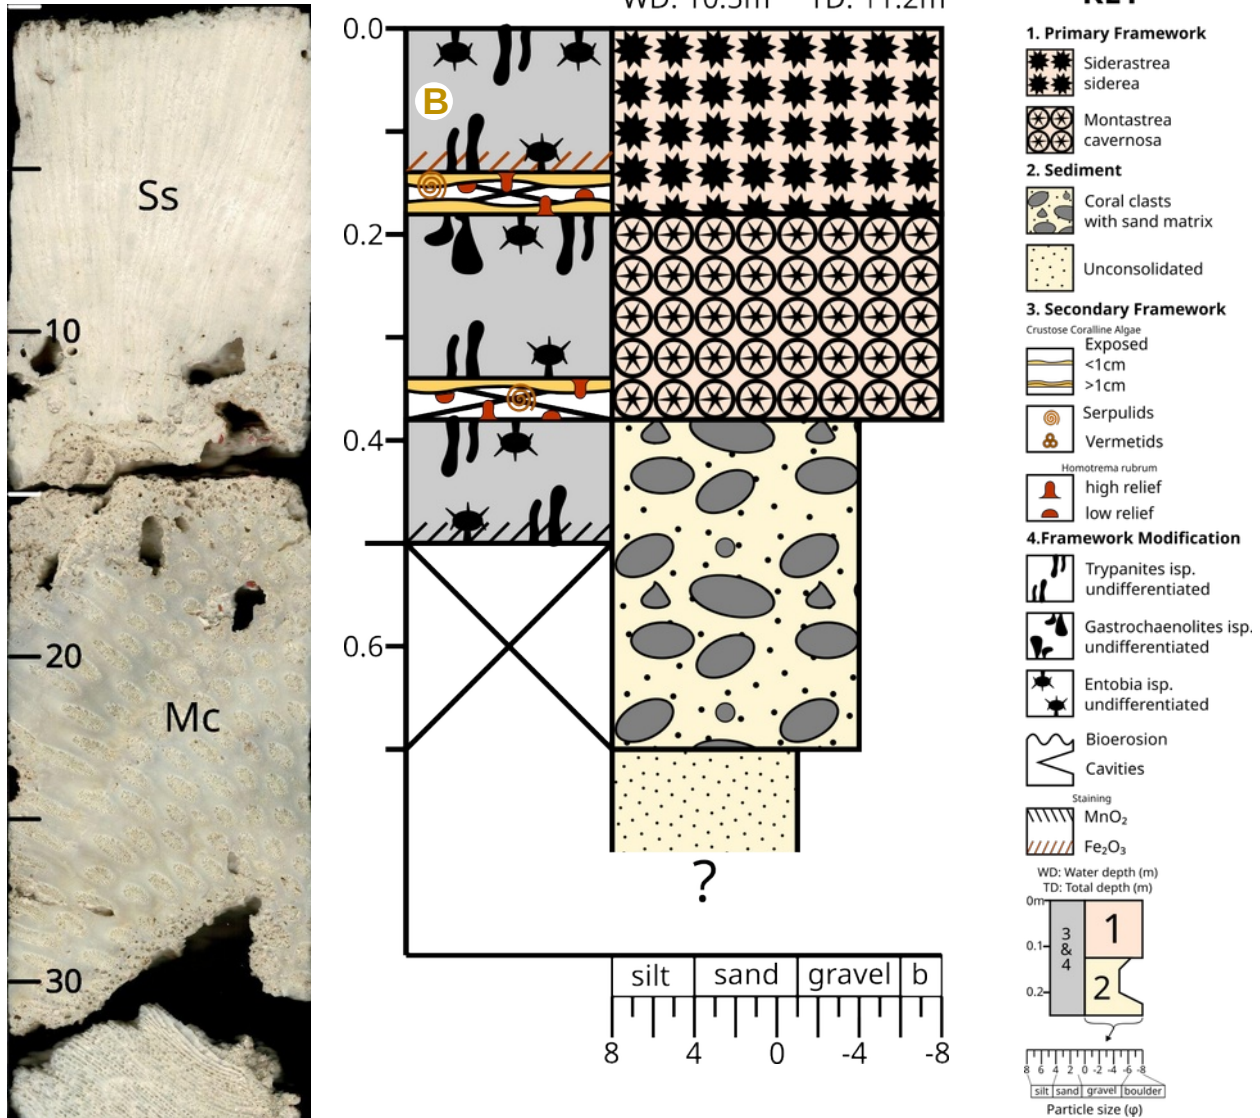 WD: 10.5m TD: 11.2m
KEY
Ss
10
20
Mc
30
0.0
B
0.2
0.4
0.6
?
silt sand gravel b
8 4 0 -4 -8
1. Primary Framework
Siderastrea
siderea
Montastrea
cavernosa
2. Sediment
Coral clasts
with sand matrix
Unconsolidated
3. Secondary Framework
Crustose Coralline Algae
Exposed
<1cm
>1cm
Serpulids
Vermetids
Homotrema rubrum
high relief
low relief
4.Framework Modification
Trypanites isp.
undifferentiated
Gastrochaenolites isp.
undifferentiated
Entobia isp.
undifferentiated
Bioerosion
Cavities
Staining
MnO₂
Fe₂O₃
WD: Water depth (m)
TD: Total depth (m)
0m
0.1
0.2
3
&
4
1
2
8 6 4 2 0 -2 -4 -6 -8
silt sand gravel boulder
Particle size (φ)